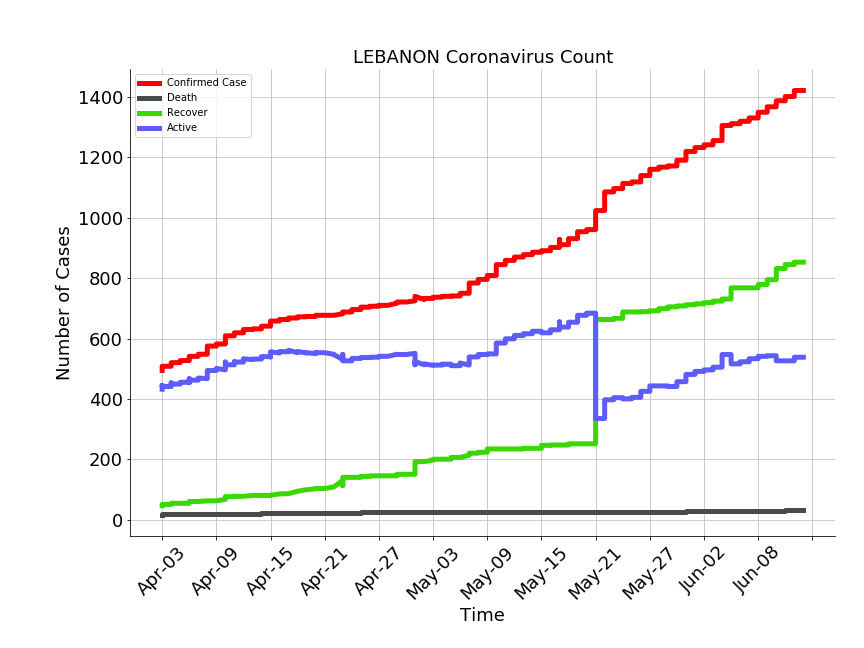 LEBANON Coronavirus Count
Confirmed Case
Death
Recover
Active
Number of Cases
1400
1200
1000
800
600
400
200
0
Apr-03
Apr-09
Apr-15
Apr-21
Apr-27
May-03
May-09
May-15
May-21
May-27
Jun-02
Jun-08
Time